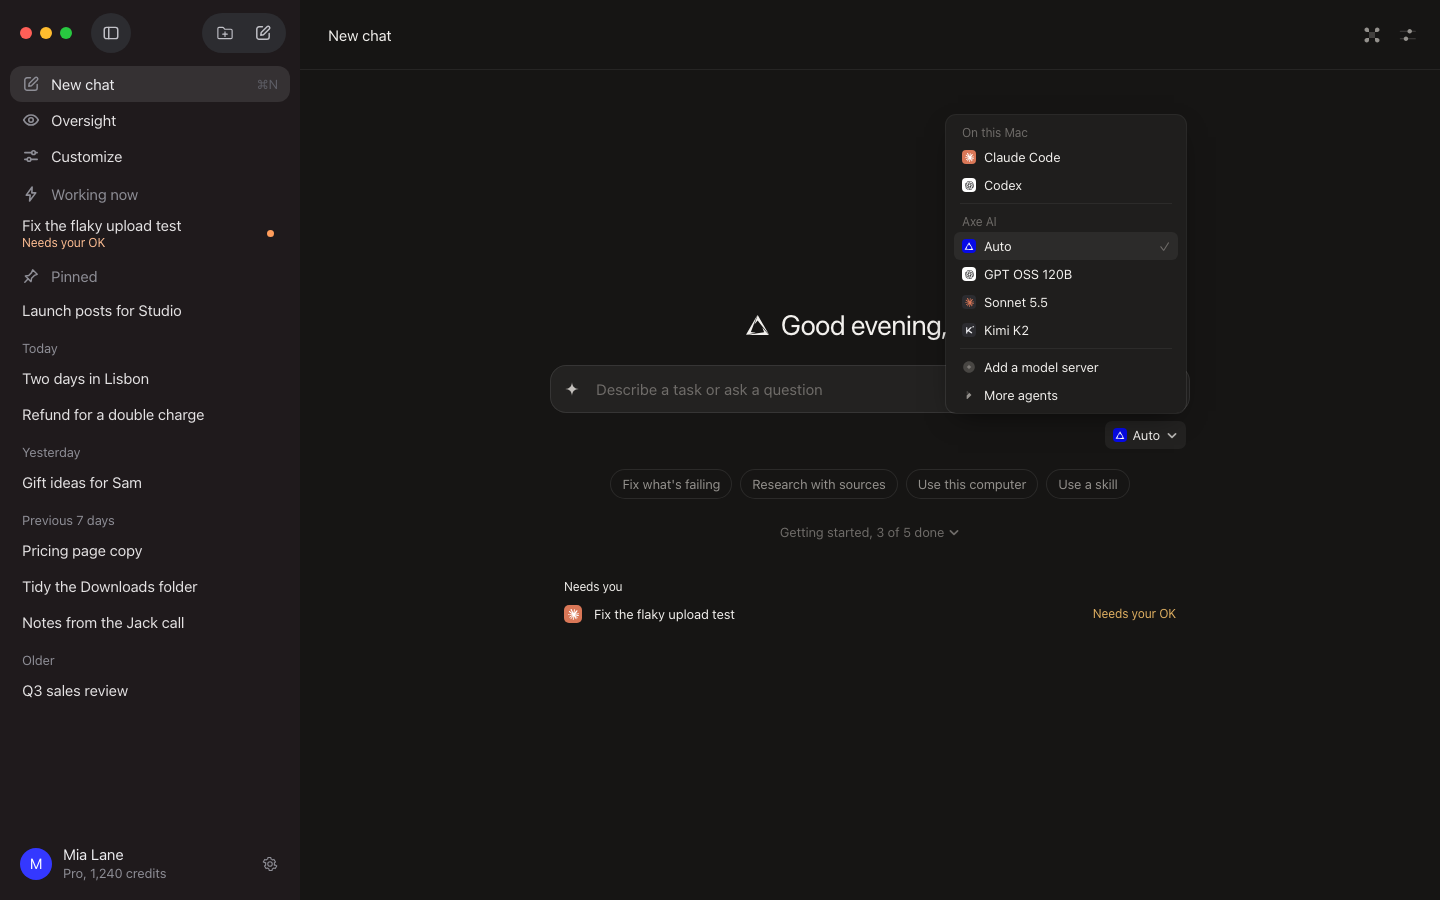 New chat
New chat ⌘N
Oversight
Customize
Working now
Fix the flaky upload test
Needs your OK
Pinned
Launch posts for Studio
Today
Two days in Lisbon
Refund for a double charge
Yesterday
Gift ideas for Sam
Previous 7 days
Pricing page copy
Tidy the Downloads folder
Notes from the Jack call
Older
Q3 sales review
M
Mia Lane
Pro, 1,240 credits
On this Mac
Claude Code
Codex
Axe AI
Auto
GPT OSS 120B
Sonnet 5.5
Kimi K2
Add a model server
More agents
Good evening,
Describe a task or ask a question
Auto
Fix what's failing
Research with sources
Use this computer
Use a skill
Getting started, 3 of 5 done
Needs you
Fix the flaky upload test
Needs your OK